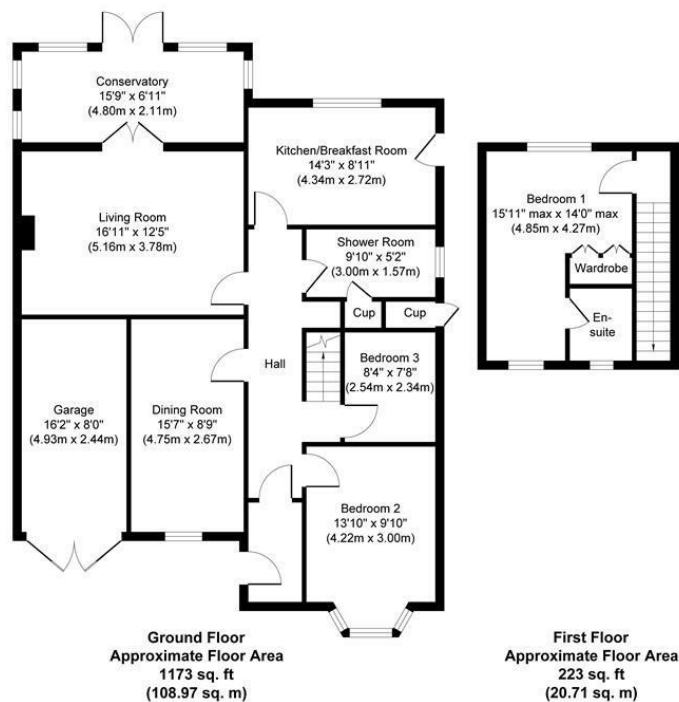 Conservatory
15'9" x 6'11"
(4.80m x 2.11m)
Kitchen/Breakfast Room
14'3" x 8'11"
(4.34m x 2.72m)
Living Room
16'11" x 12'5"
(5.16m x 3.78m)
Shower Room
9'10" x 5'2"
(3.00m x 1.57m)
Cup
Cup
Hall
Bedroom 3
8'4" x 7'8"
(2.54m x 2.34m)
Garage
16'2" x 8'0"
(4.93m x 2.44m)
Dining Room
15'7" x 8'9"
(4.75m x 2.67m)
Bedroom 2
13'10" x 9'10"
(4.22m x 3.00m)
Ground Floor
Approximate Floor Area
1173 sq. ft
(108.97 sq. m)
Bedroom 1
15'11" max x 14'0" max
(4.85m x 4.27m)
Wardrobe
En-
suite
First Floor
Approximate Floor Area
223 sq. ft
(20.71 sq. m)